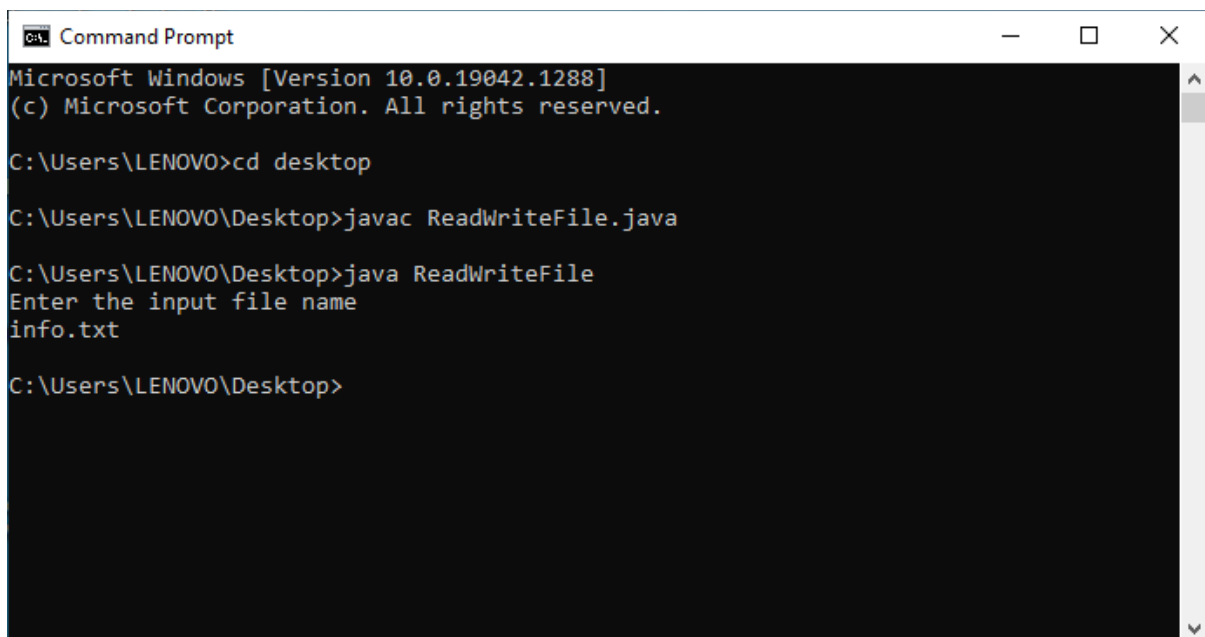 Command Prompt
Microsoft Windows [Version 10.0.19042.1288]
(c) Microsoft Corporation. All rights reserved.
C:\Users\LENOVO>cd desktop
C:\Users\LENOVO\Desktop>javac ReadWriteFile.java
C:\Users\LENOVO\Desktop>java ReadWriteFile
Enter the input file name
info.txt
C:\Users\LENOVO\Desktop>